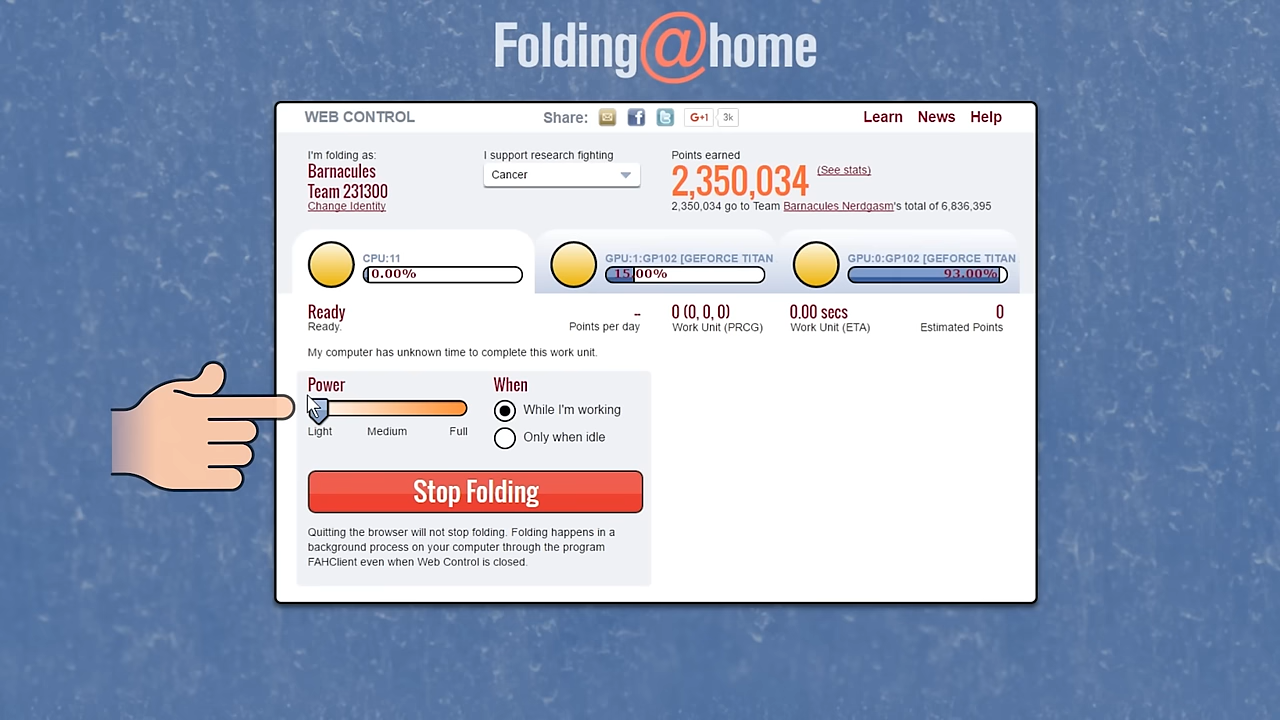 Folding@home
WEB CONTROL
Share:
G+1
3k
Learn News Help
I'm folding as:
Barnacules
Team 231300
Change Identity
I support research fighting
Cancer
Points earned
2,350,034 (See stats)
2,350,034 go to Team Barnacules Nerdgasm's total of 6,836,395
CPU:11
0.00%
GPU:1:GP102 [GEFORCE TITAN
15.00%
GPU:0:GP102 [GEFORCE TITAN
93.00%
Ready
Ready.
–
Points per day
0 (0, 0, 0)
Work Unit (PRCG)
0.00 secs
Work Unit (ETA)
0
Estimated Points
My computer has unknown time to complete this work unit.
Power
Light Medium Full
When
While I'm working
Only when idle
Stop Folding
Quitting the browser will not stop folding. Folding happens in a
background process on your computer through the program
FAHClient even when Web Control is closed.